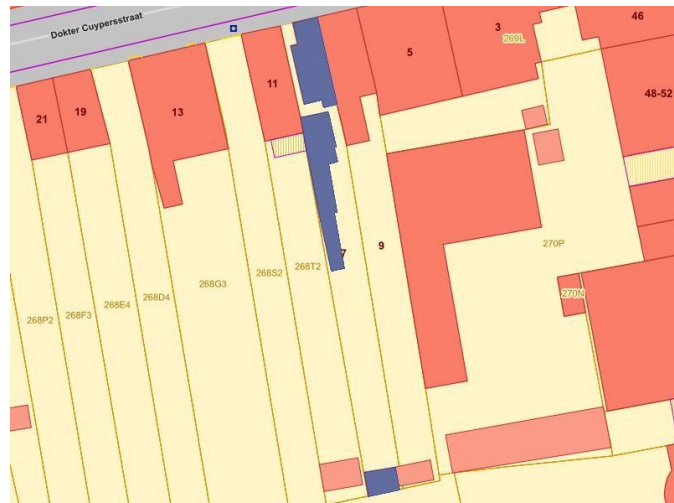 Dokter Cuypersstraat
46
3
269L
5
11
48-52
13
19
21
7
9
270P
268T2
268S2
268G3
270N
268D4
268E4
268F3
268P2